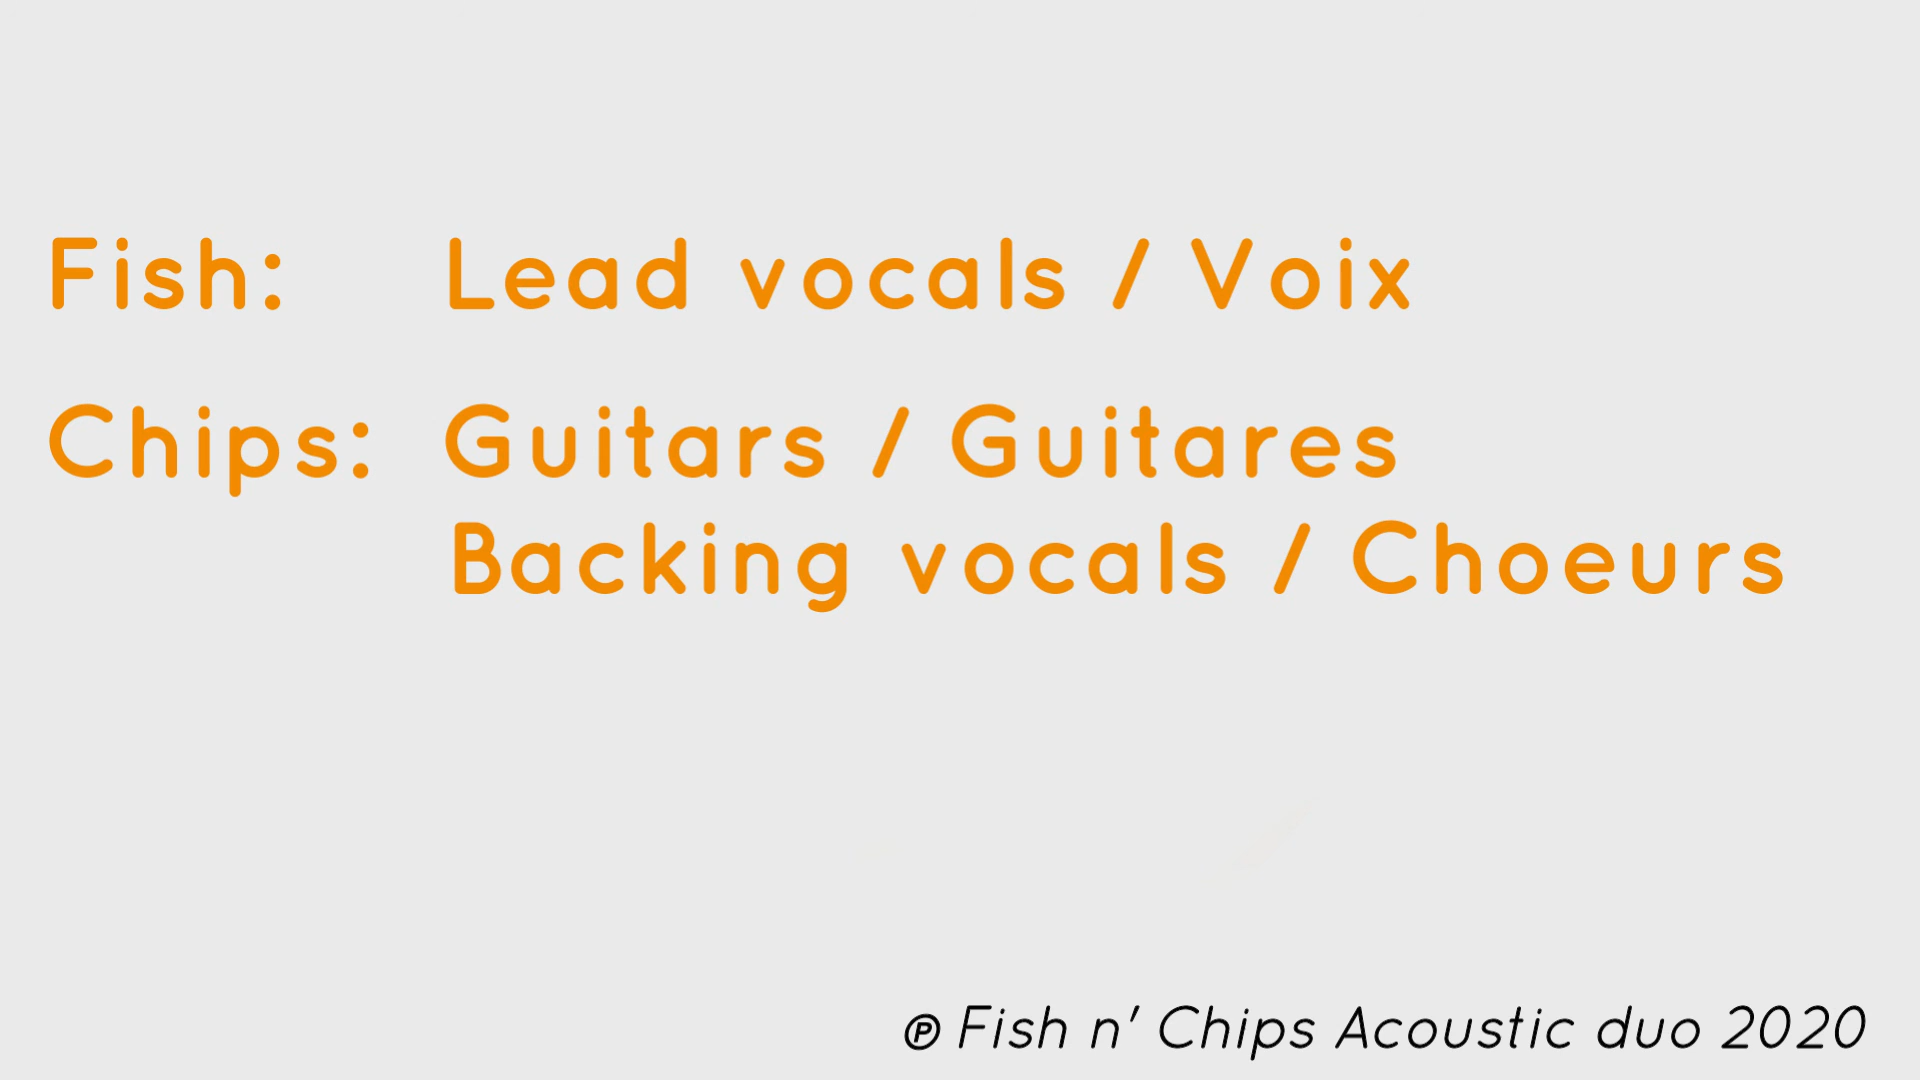 Fish: Lead vocals / Voix
Chips: Guitars / Guitares
Backing vocals / Choeurs
℗ Fish n' Chips Acoustic duo 2020